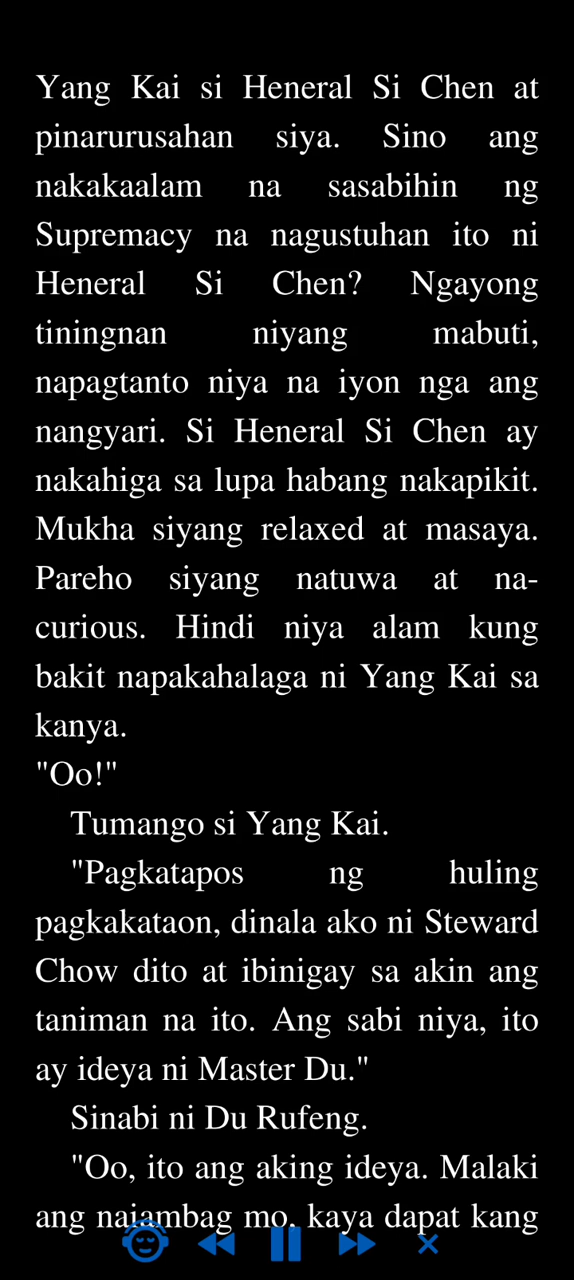 Yang Kai si Heneral Si Chen at
pinarurusahan siya. Sino ang
nakakaalam na sasabihin ng
Supremacy na nagustuhan ito ni
Heneral Si Chen? Ngayong
tiningnan niyang mabuti,
napagtanto niya na iyon nga ang
nangyari. Si Heneral Si Chen ay
nakahiga sa lupa habang nakapikit.
Mukha siyang relaxed at masaya.
Pareho siyang natuwa at na-
curious. Hindi niya alam kung
bakit napakahalaga ni Yang Kai sa
kanya.
"Oo!"
Tumango si Yang Kai.
"Pagkatapos ng huling
pagkakataon, dinala ako ni Steward
Chow dito at ibinigay sa akin ang
taniman na ito. Ang sabi niya, ito
ay ideya ni Master Du."
Sinabi ni Du Rufeng.
"Oo, ito ang aking ideya. Malaki
ang naiambag mo, kaya dapat kang